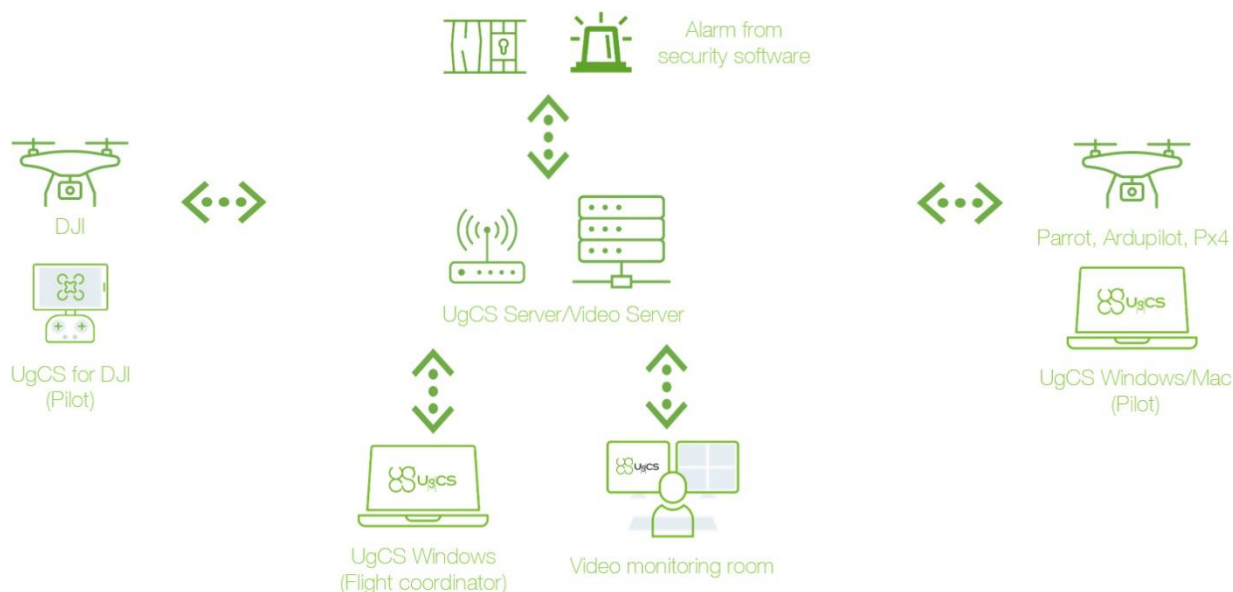 Alarm from
security software
DJI
UgCS for DJI
(Pilot)
UgCS Server/Video Server
Parrot, Ardupilot, Px4
UgCS
UgCS Windows/Mac
(Pilot)
UgCS
UgCS Windows
(Flight coordinator)
UgCS
Video monitoring room